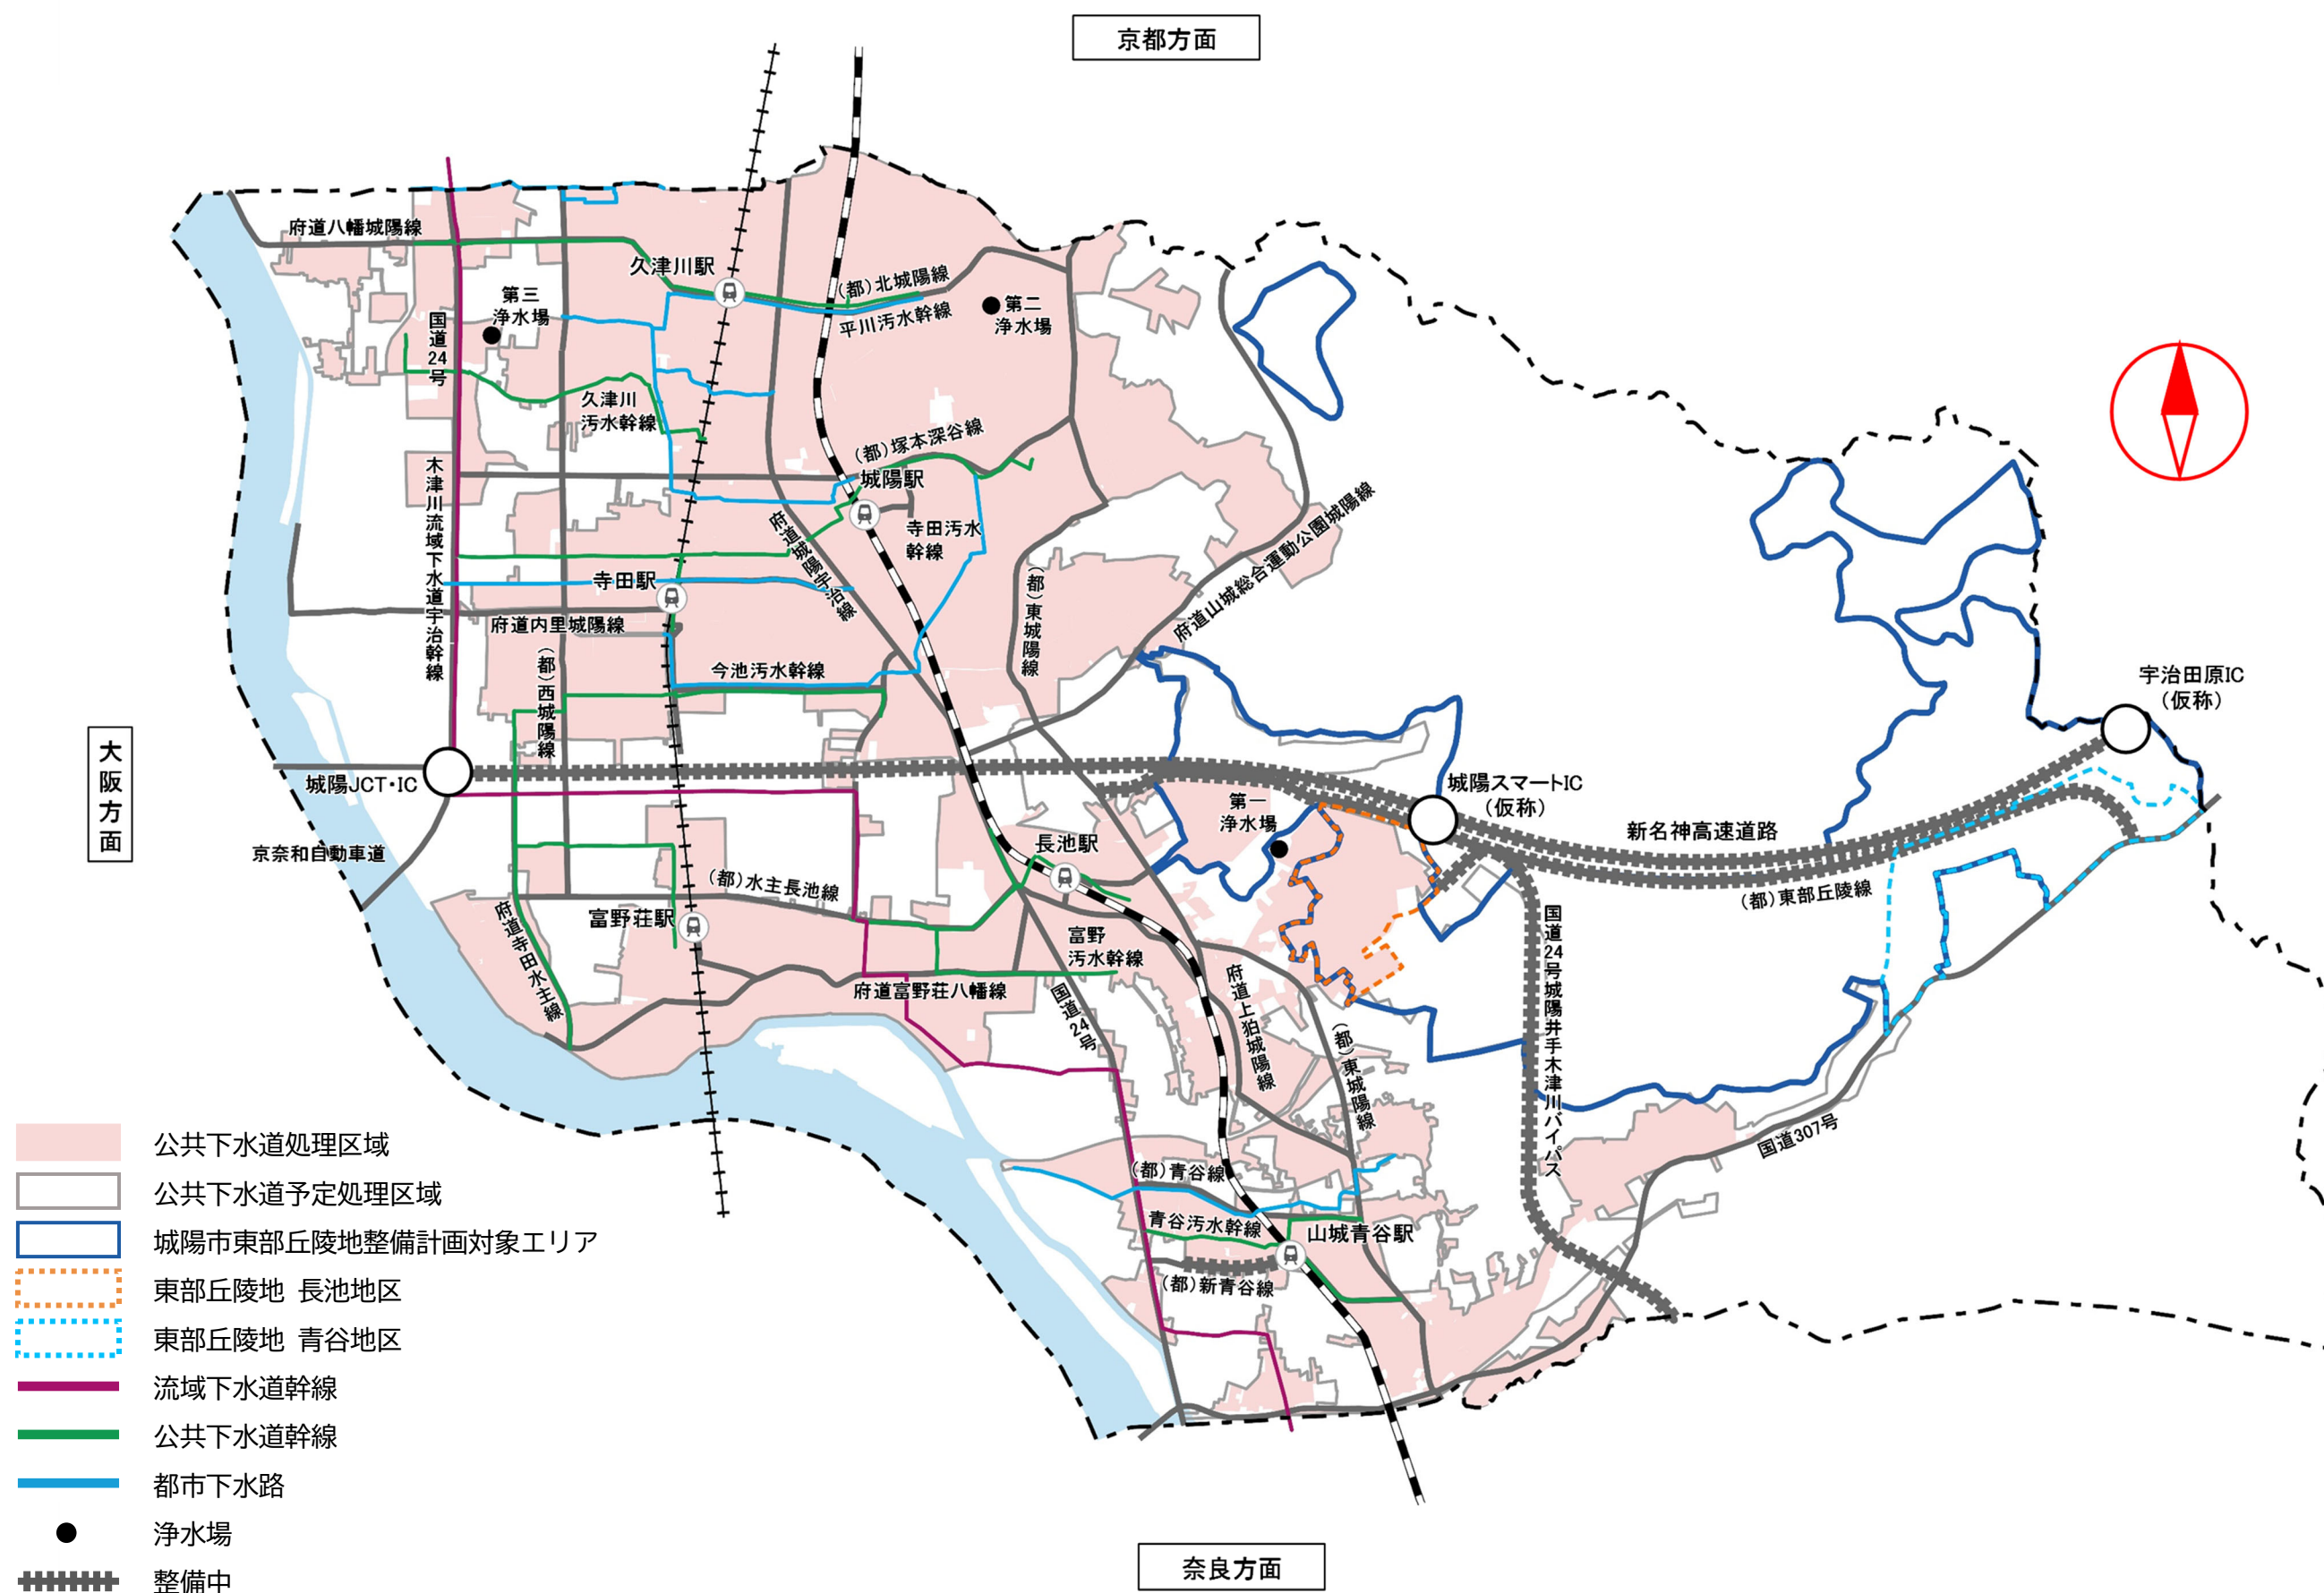 京都方面
府道八幡城陽線
久津川駅
(都)北城陽線
平川汚水幹線
第三
浄水場
第二
浄水場
国道24号
久津川
汚水幹線
(都)塚本深谷線
城陽駅
木津川流域下水道宇治幹線
府道城陽宇治線
寺田汚水
幹線
府道山城総合運動公園城陽線
(都)東城陽線
寺田駅
府道内里城陽線
(都)西城陽線
今池汚水幹線
宇治田原IC
(仮称)
大阪方面
城陽JCT・IC
京奈和自動車道
城陽スマートIC
(仮称)
第一
浄水場
新名神高速道路
(都)東部丘陵線
長池駅
(都)水主長池線
富野荘駅
府道寺田水主線
富野
汚水幹線
府道富野荘八幡線
国道24号
府道上狛城陽線
(都)東城陽線
国道24号城陽井手木津川バイパス
国道307号
(都)青谷線
青谷汚水幹線
山城青谷駅
(都)新青谷線
公共下水道処理区域
公共下水道予定処理区域
城陽市東部丘陵地整備計画対象エリア
東部丘陵地 長池地区
東部丘陵地 青谷地区
流域下水道幹線
公共下水道幹線
都市下水路
浄水場
整備中
奈良方面